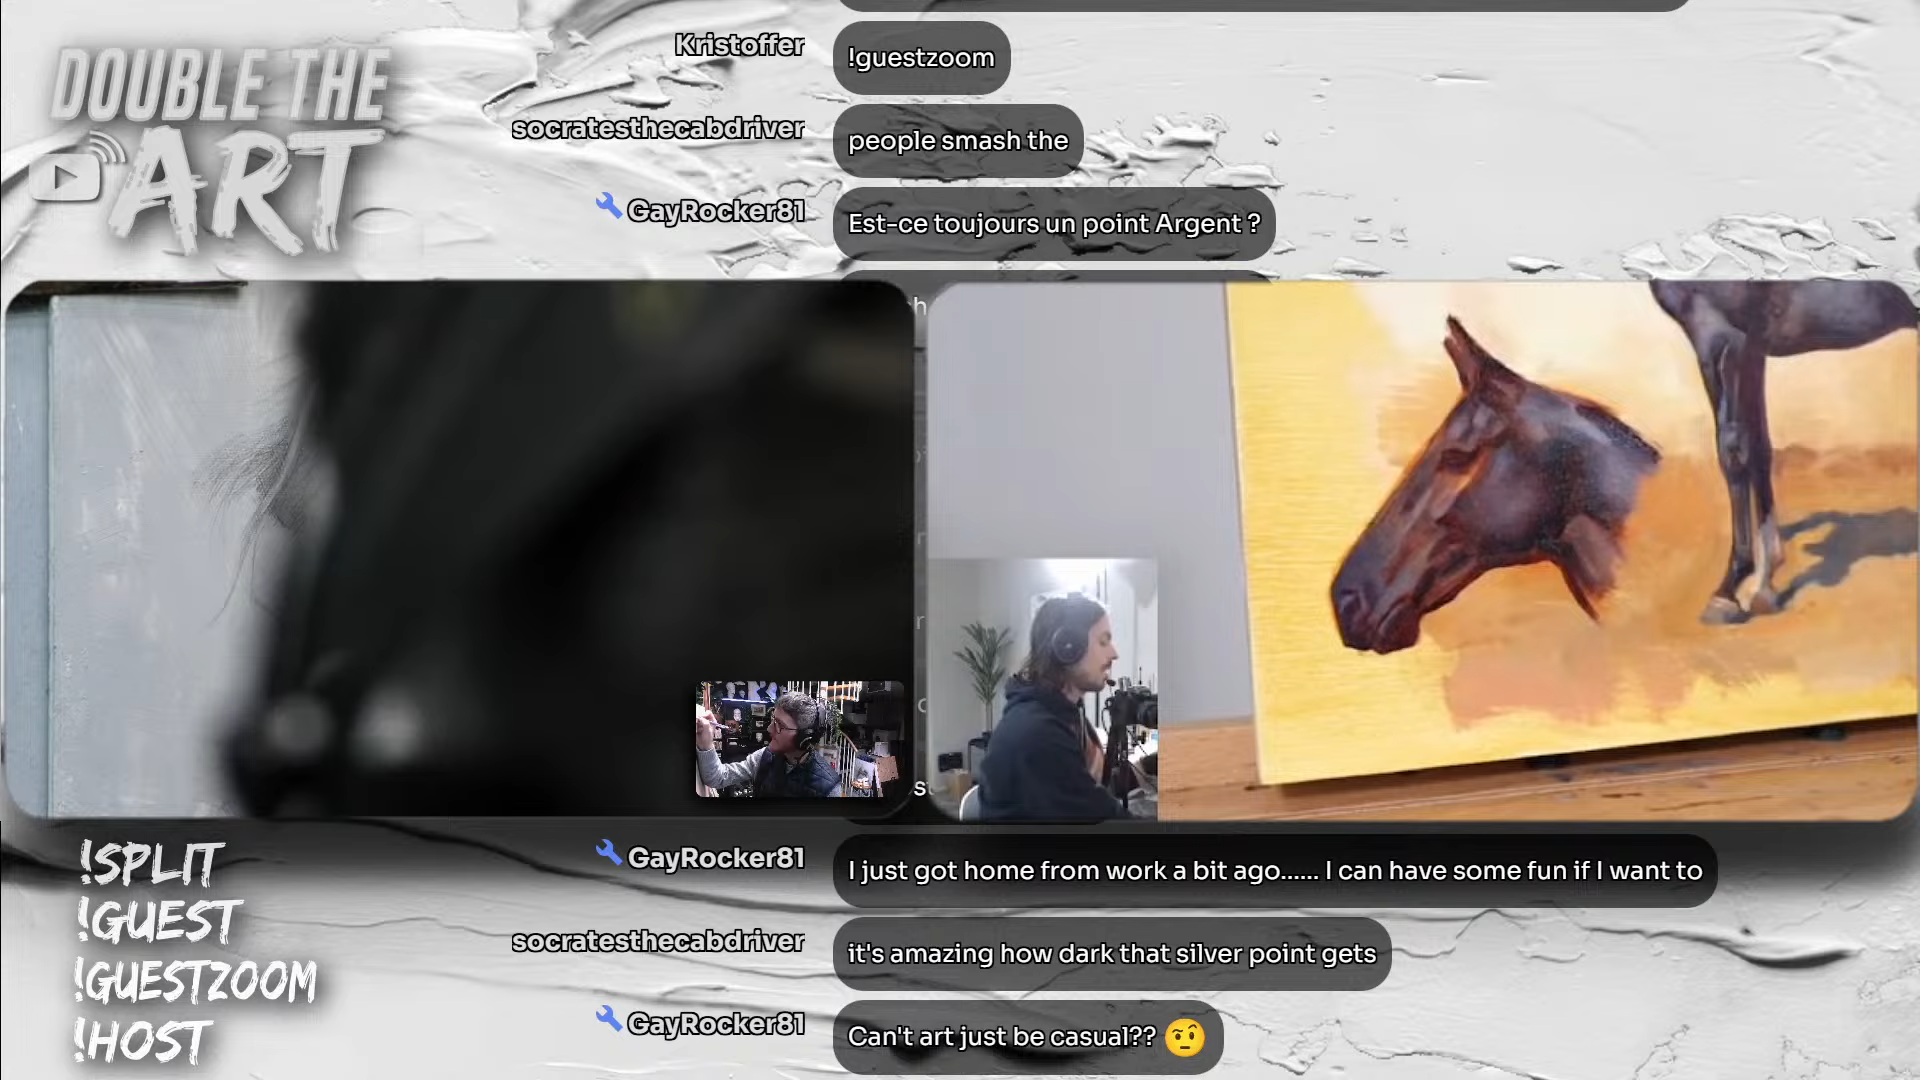 DOUBLE THE
ART
Kristoffer
!guestzoom
socratesthecabdriver
people smash the
GayRocker81
Est-ce toujours un point Argent ?
!SPLIT
!GUEST
!GUESTZOOM
!HOST
GayRocker81
I just got home from work a bit ago...... I can have some fun if I want to
socratesthecabdriver
it's amazing how dark that silver point gets
GayRocker81
Can't art just be casual?? 🤨